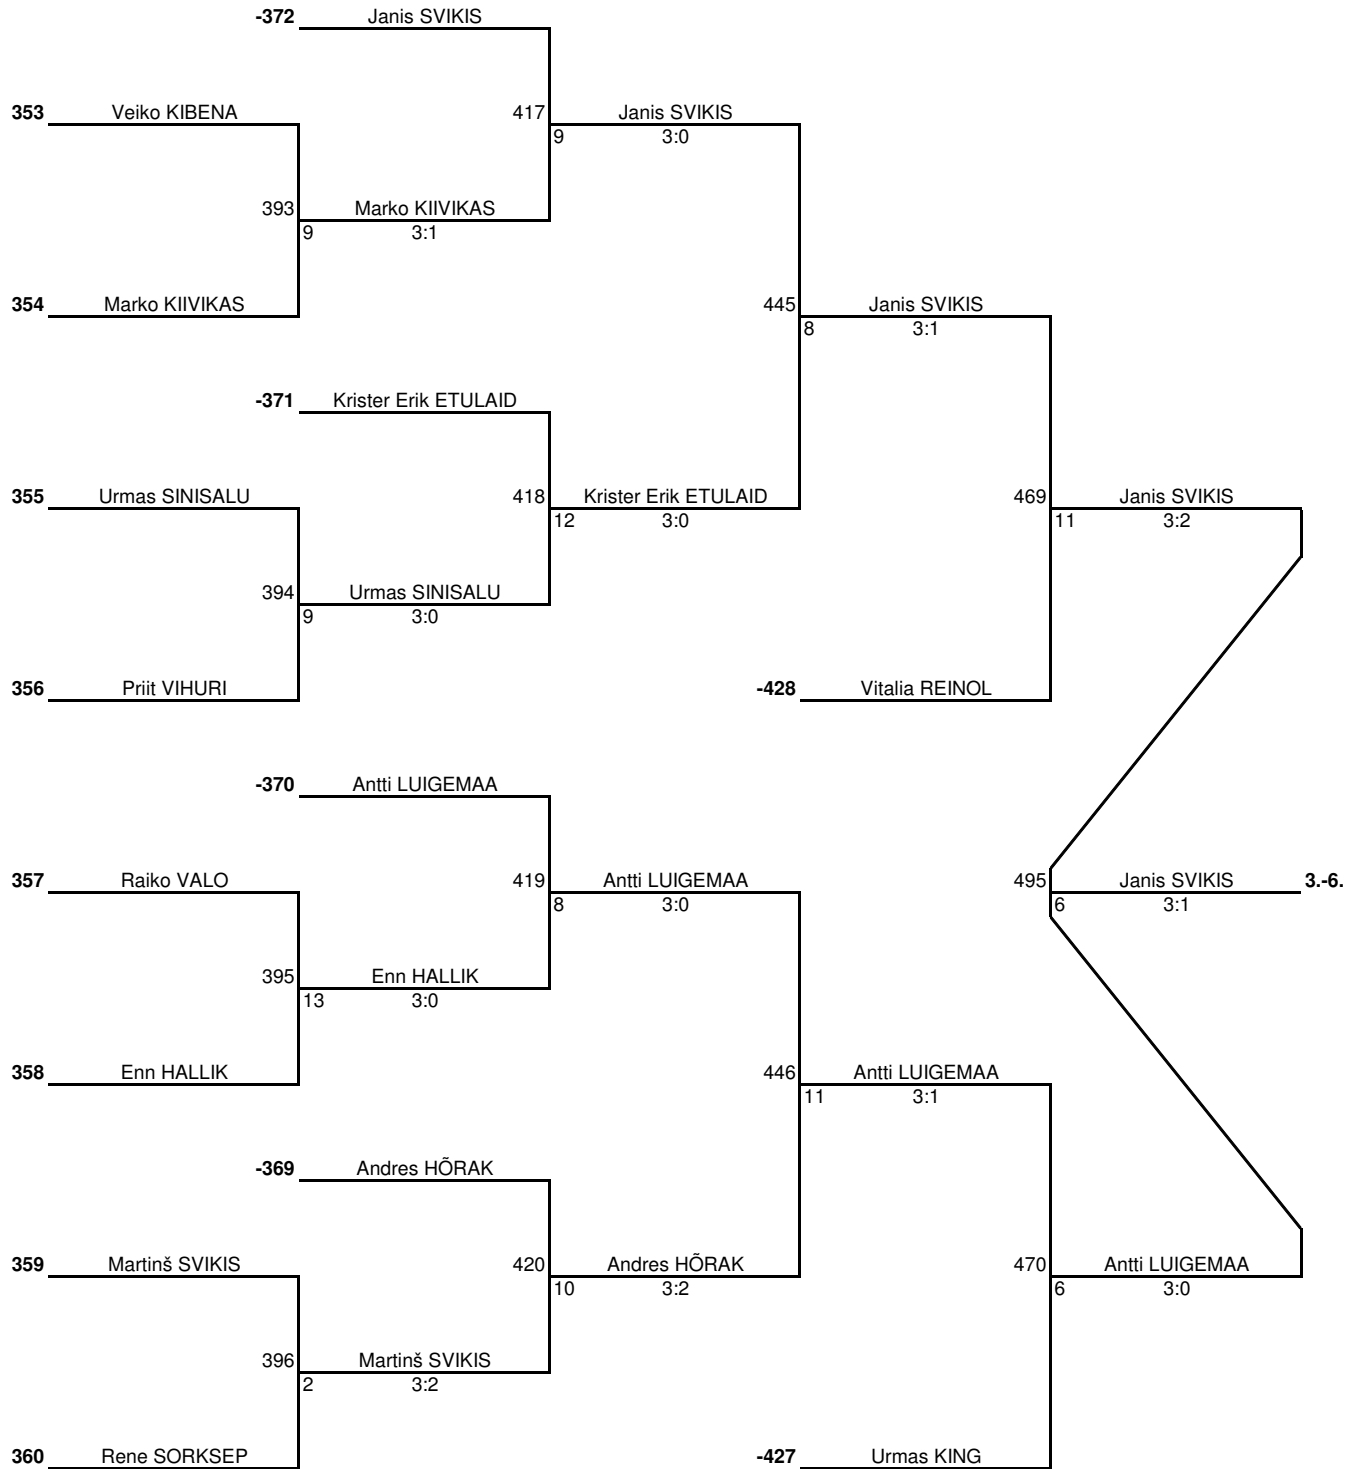 -372 Janis SVIKIS
353 Veiko KIBENA 417 Janis SVIKIS
9 3:0
393 Marko KIIVIKAS
9 3:1
354 Marko KIIVIKAS 445 Janis SVIKIS
8 3:1
-371 Krister Erik ETULAID
355 Urmas SINISALU 418 Krister Erik ETULAID 469 Janis SVIKIS
12 3:0 11 3:2
394 Urmas SINISALU
9 3:0
356 Priit VIHURI -428 Vitalia REINOL
-370 Antti LUIGEMAA
357 Raiko VALO 419 Antti LUIGEMAA 495 Janis SVIKIS 3.-6.
8 3:0 6 3:1
395 Enn HALLIK
13 3:0
358 Enn HALLIK 446 Antti LUIGEMAA
11 3:1
-369 Andres HÕRAK
359 Martinš SVIKIS 420 Andres HÕRAK 470 Antti LUIGEMAA
10 3:2 6 3:0
396 Martinš SVIKIS
2 3:2
360 Rene SORKSEP -427 Urmas KING